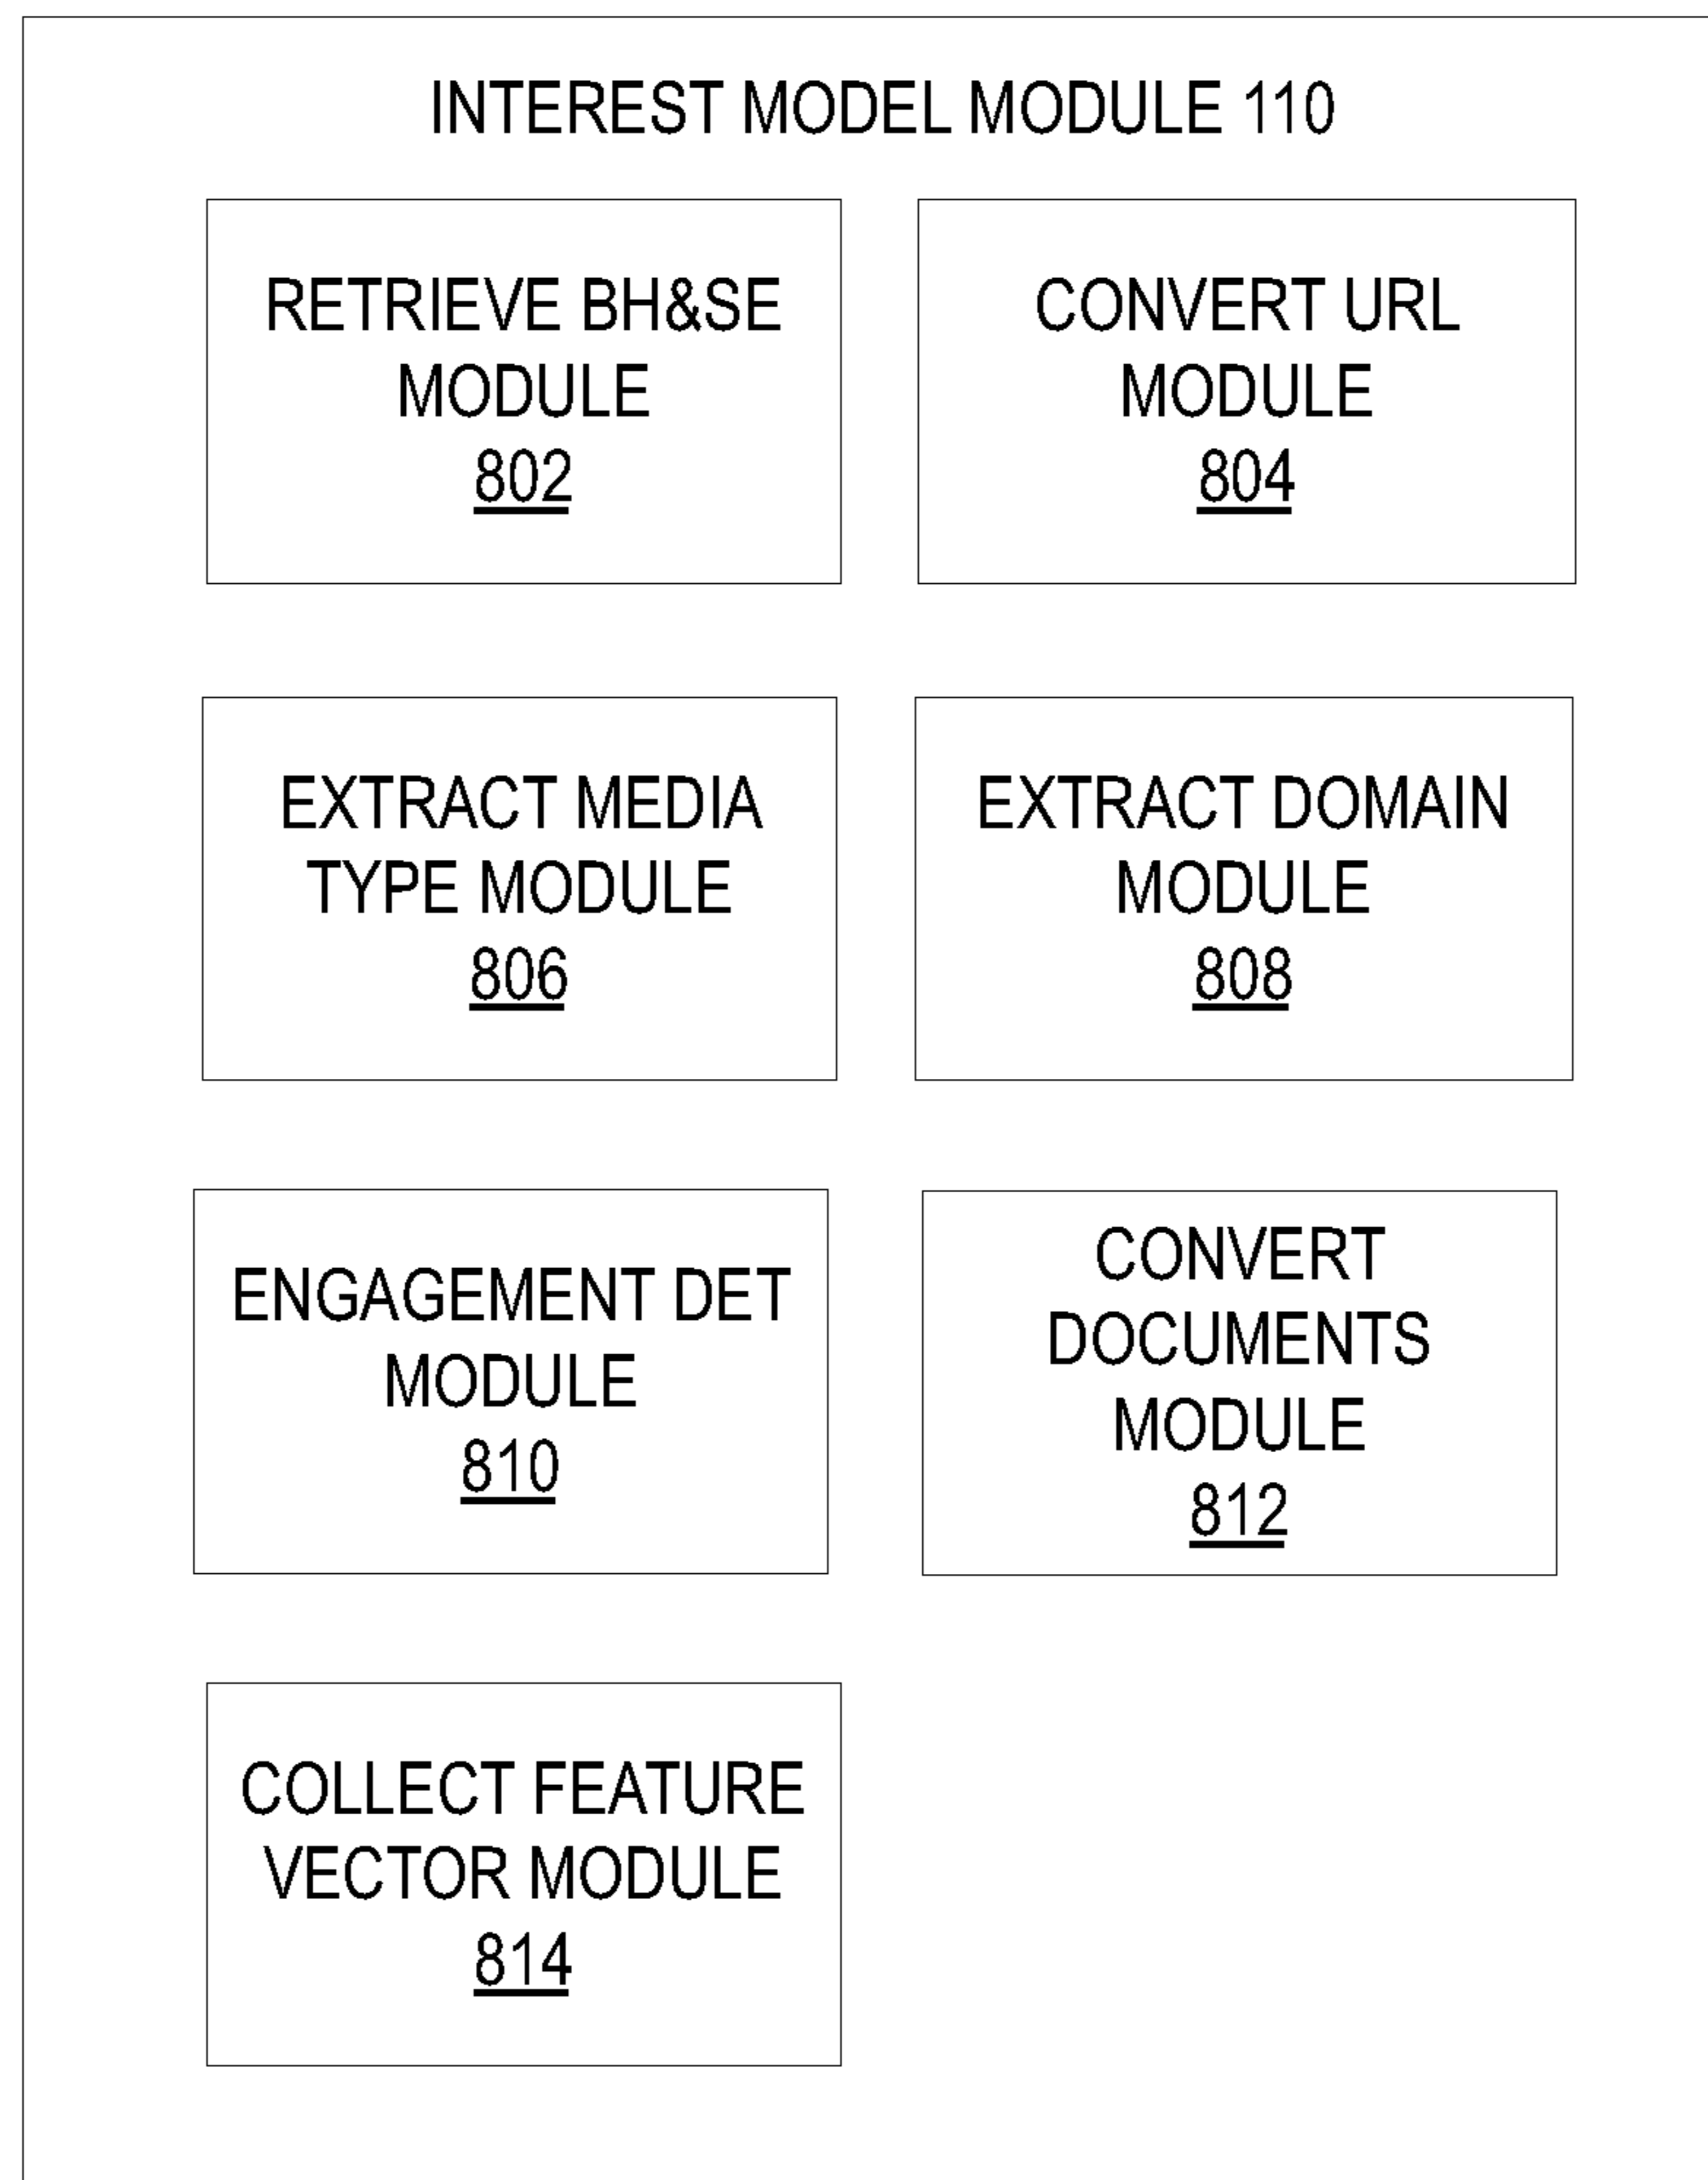 INTEREST MODEL MODULE 110
RETRIEVE BH&SE
MODULE
802
CONVERT URL
MODULE
804
EXTRACT MEDIA
TYPE MODULE
806
EXTRACT DOMAIN
MODULE
808
ENGAGEMENT DET
MODULE
810
CONVERT
DOCUMENTS
MODULE
812
COLLECT FEATURE
VECTOR MODULE
814